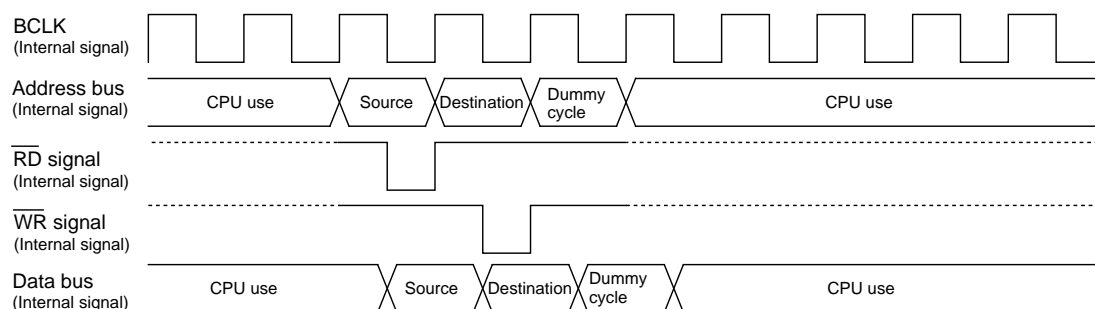 BCLK
(Internal signal)
Address bus
(Internal signal)
CPU use
Source
Destination
Dummy
cycle
CPU use
RD signal
(Internal signal)
WR signal
(Internal signal)
Data bus
(Internal signal)
CPU use
Source
Destination
Dummy
cycle
CPU use